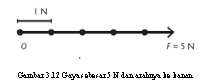 1 N
O
F = 5 N
Gambar 3.12 Gaya sebesar 5 N dan arahnya ke kanan